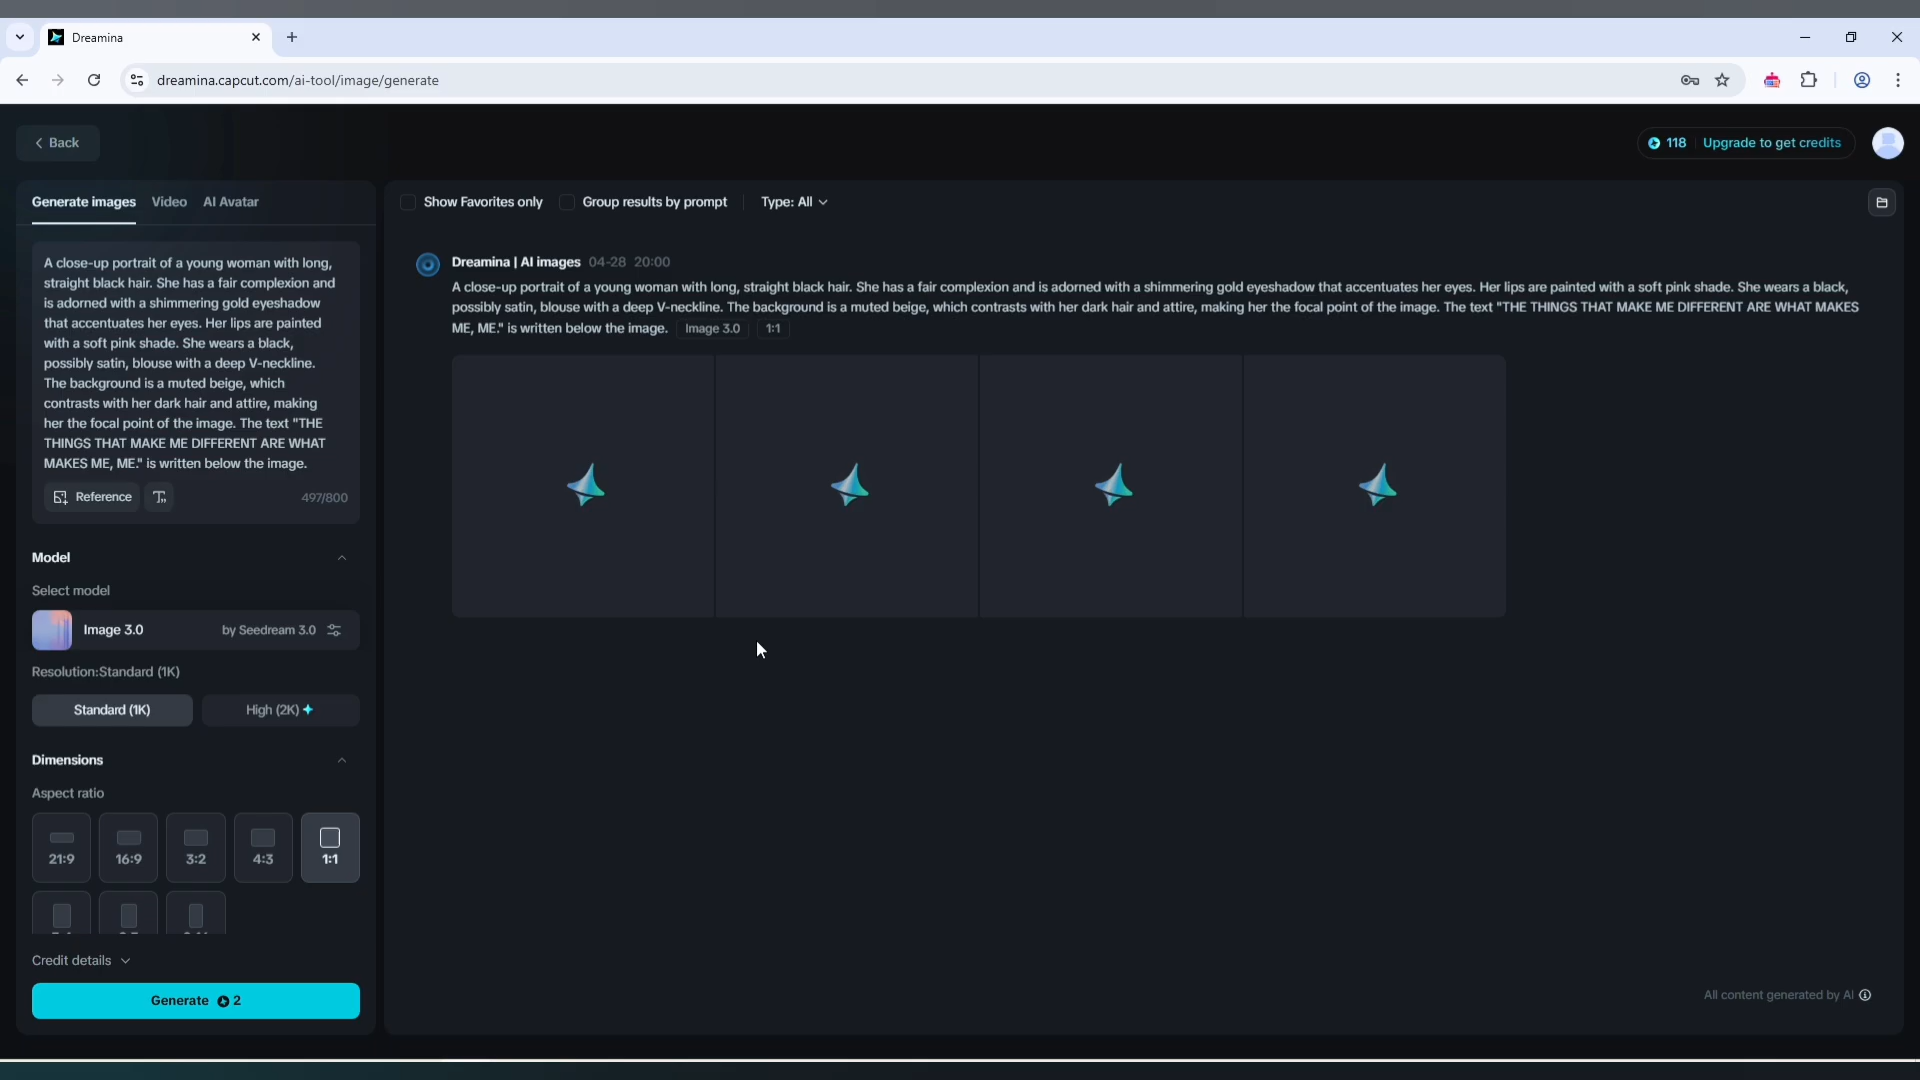 Dreamina
dreamina.capcut.com/ai-tool/image/generate
Back
118 Upgrade to get credits
Generate images Video AI Avatar
Show Favorites only Group results by prompt Type: All
A close-up portrait of a young woman with long,
straight black hair. She has a fair complexion and
is adorned with a shimmering gold eyeshadow
that accentuates her eyes. Her lips are painted
with a soft pink shade. She wears a black,
possibly satin, blouse with a deep V-neckline.
The background is a muted beige, which
contrasts with her dark hair and attire, making
her the focal point of the image. The text "THE
THINGS THAT MAKE ME DIFFERENT ARE WHAT
MAKES ME, ME." is written below the image.
Reference
497/800
Model
Select model
Image 3.0 by Seedream 3.0
Resolution:Standard (1K)
Standard (1K) High (2K)
Dimensions
Aspect ratio
21:9 16:9 3:2 4:3 1:1
Credit details
Generate 2
Dreamina | AI images 04-28 20:00
A close-up portrait of a young woman with long, straight black hair. She has a fair complexion and is adorned with a shimmering gold eyeshadow that accentuates her eyes. Her lips are painted with a soft pink shade. She wears a black,
possibly satin, blouse with a deep V-neckline. The background is a muted beige, which contrasts with her dark hair and attire, making her the focal point of the image. The text "THE THINGS THAT MAKE ME DIFFERENT ARE WHAT MAKES
ME, ME." is written below the image. Image 3.0 1:1
All content generated by AI